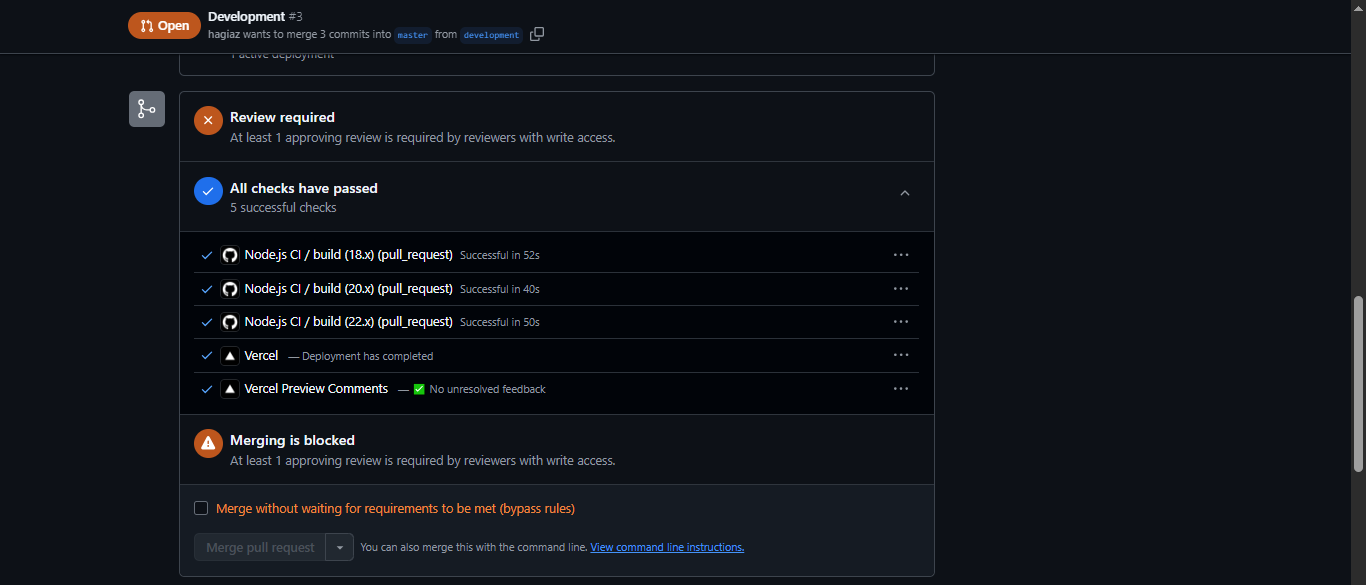 Open
Development #3
hagiaz wants to merge 3 commits into master from development
1 active deployment
Review required
At least 1 approving review is required by reviewers with write access.
All checks have passed
5 successful checks
Node.js CI / build (18.x) (pull_request) Successful in 52s
Node.js CI / build (20.x) (pull_request) Successful in 40s
Node.js CI / build (22.x) (pull_request) Successful in 50s
Vercel — Deployment has completed
Vercel Preview Comments — ✅ No unresolved feedback
Merging is blocked
At least 1 approving review is required by reviewers with write access.
Merge without waiting for requirements to be met (bypass rules)
Merge pull request
You can also merge this with the command line. View command line instructions.